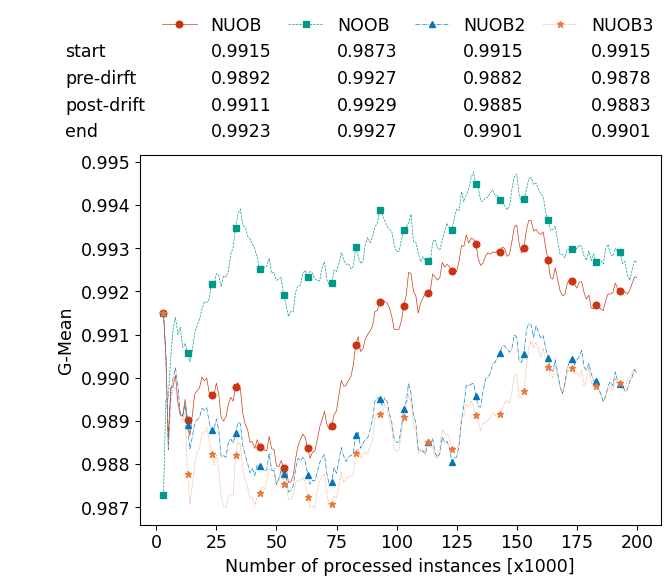 NUOB NOOB NUOB2 NUOB3
start 0.9915 0.9873 0.9915 0.9915
pre-dirft 0.9892 0.9927 0.9882 0.9878
post-drift 0.9911 0.9929 0.9885 0.9883
end 0.9923 0.9927 0.9901 0.9901
0.995
0.994
0.993
0.992
0.991
0.990
0.989
0.988
0.987
G-Mean
0 25 50 75 100 125 150 175 200
Number of processed instances [x1000]